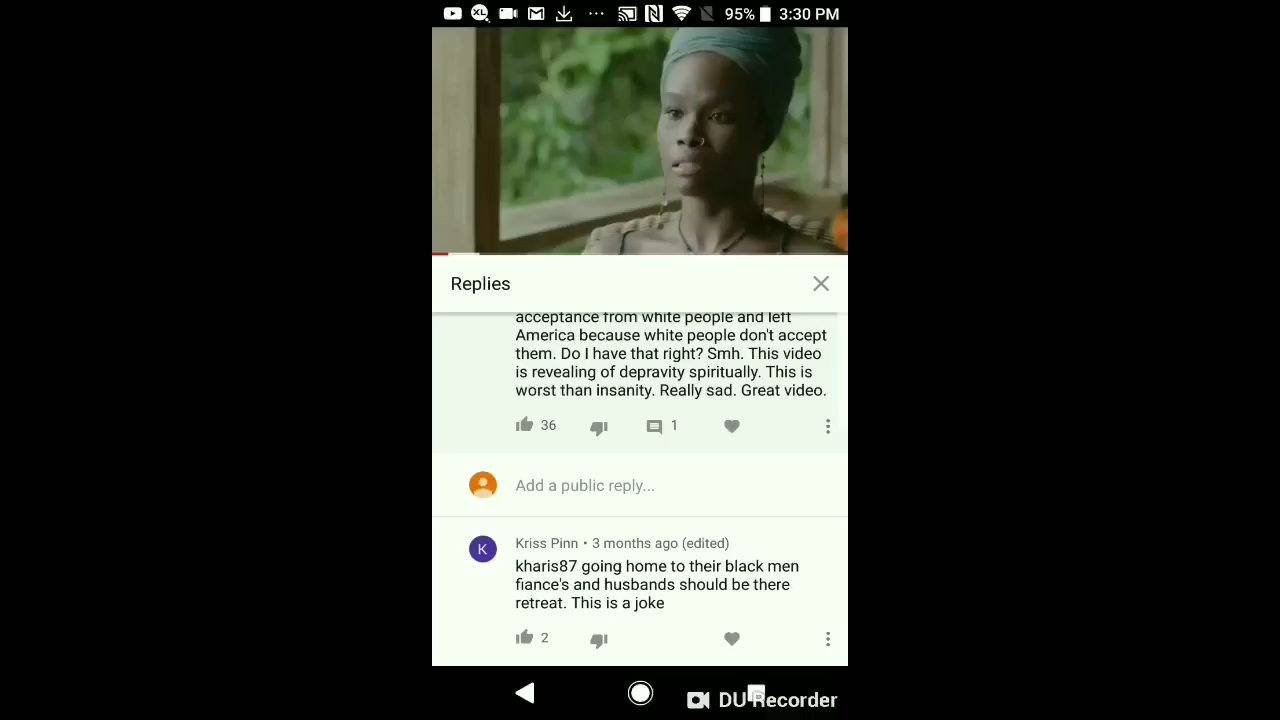 XL
95% 3:30 PM
Replies
acceptance from white people and left
America because white people don't accept
them. Do I have that right? Smh. This video
is revealing of depravity spiritually. This is
worst than insanity. Really sad. Great video.
36 1
Add a public reply...
Kriss Pinn • 3 months ago (edited)
K
kharis87 going home to their black men
fiance's and husbands should be there
retreat. This is a joke
2
DU Recorder